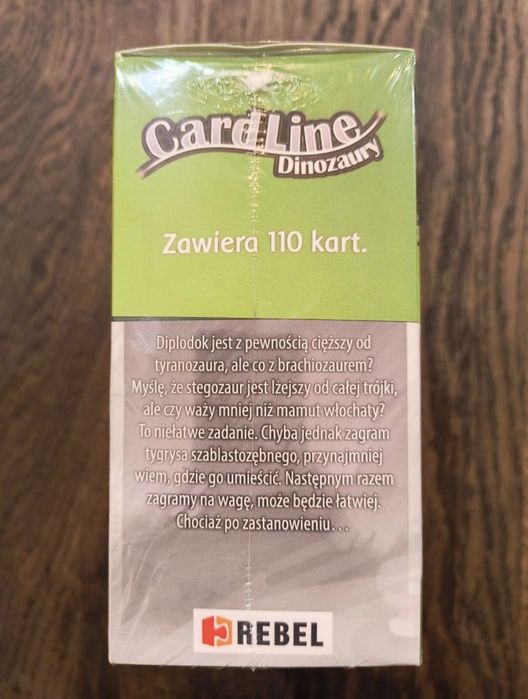 CardLine
Dinozaury
Zawiera 110 kart.
Diplodok jest z pewnością cięższy od
tyranozaura, ale co z brachiozaurem?
Myślę, że stegozaur jest lżejszy od całej trójki,
ale czy waży mniej niż mamut włochaty?
To niełatwe zadanie. Chyba jednak zagram
tygrysa szablastozębnego, przynajmniej
wiem, gdzie go umieścić. Następnym razem
zagramy na wagę, może będzie łatwiej.
Chociaż po zastanowieniu...
REBEL